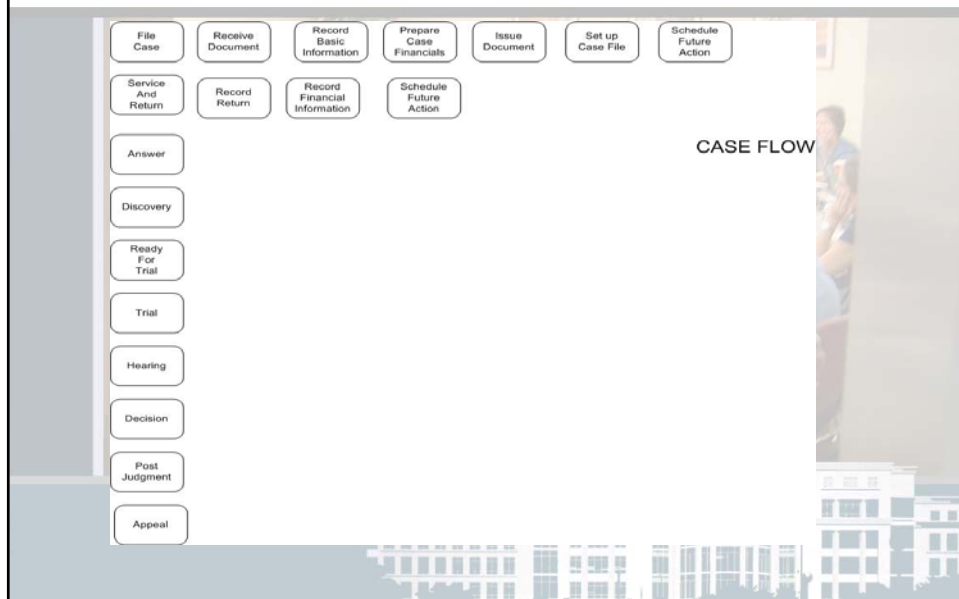 File
Case
Receive
Document
Record
Basic
Information
Prepare
Case
Financials
Issue
Document
Set up
Case File
Schedule
Future
Action
Service
And
Return
Record
Return
Record
Financial
Information
Schedule
Future
Action
Answer
CASE FLOW
Discovery
Ready
For
Trial
Trial
Hearing
Decision
Post
Judgment
Appeal